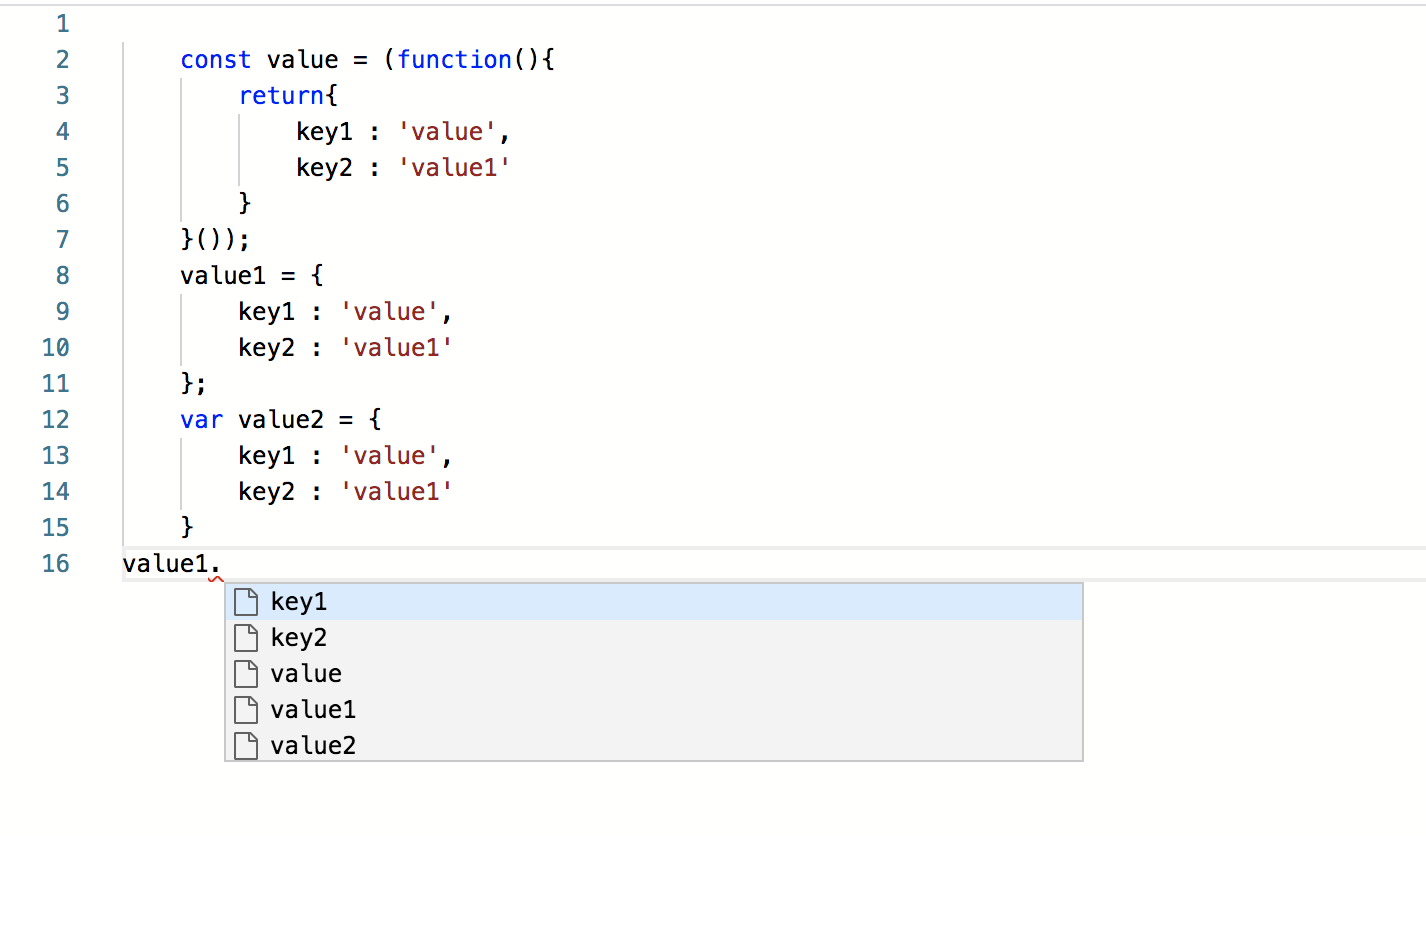 1
2 const value = (function(){
3 return{
4 key1 : 'value',
5 key2 : 'value1'
6 }
7 }());
8 value1 = {
9 key1 : 'value',
10 key2 : 'value1'
11 };
12 var value2 = {
13 key1 : 'value',
14 key2 : 'value1'
15 }
16 value1.
key1
key2
value
value1
value2